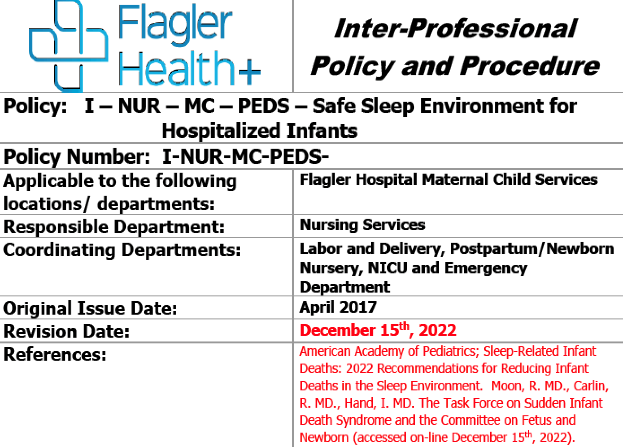 Flagler
Health+
Inter-Professional
Policy and Procedure
Policy: I – NUR – MC – PEDS – Safe Sleep Environment for
Hospitalized Infants
Policy Number: I-NUR-MC-PEDS-
Applicable to the following
locations/ departments:
Flagler Hospital Maternal Child Services
Responsible Department:
Nursing Services
Coordinating Departments:
Labor and Delivery, Postpartum/Newborn
Nursery, NICU and Emergency
Department
Original Issue Date:
April 2017
Revision Date:
December 15th, 2022
References:
American Academy of Pediatrics; Sleep-Related Infant
Deaths: 2022 Recommendations for Reducing Infant
Deaths in the Sleep Environment. Moon, R. MD., Carlin,
R. MD., Hand, I. MD. The Task Force on Sudden Infant
Death Syndrome and the Committee on Fetus and
Newborn (accessed on-line December 15th, 2022).